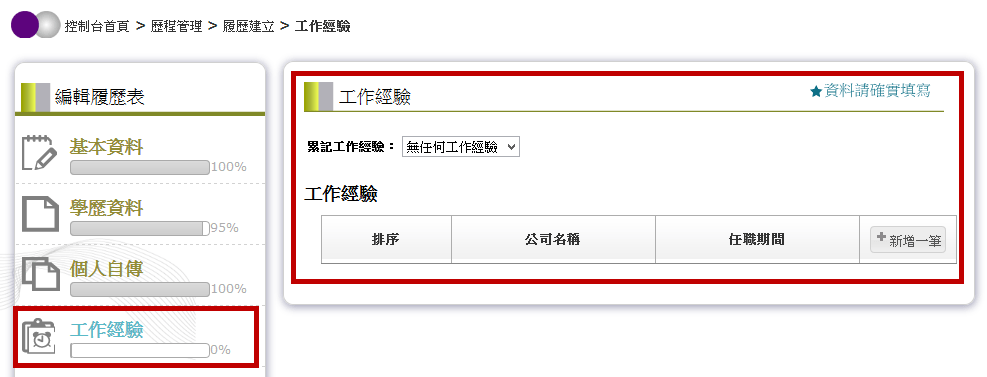 控制台首頁 > 歷程管理 > 履歷建立 > 工作經驗
編輯履歷表
基本資料
100%
學歷資料
95%
個人自傳
100%
工作經驗
0%
工作經驗
★資料請確實填寫
累記工作經驗：
無任何工作經驗
工作經驗
排序
公司名稱
任職期間
+新增一筆